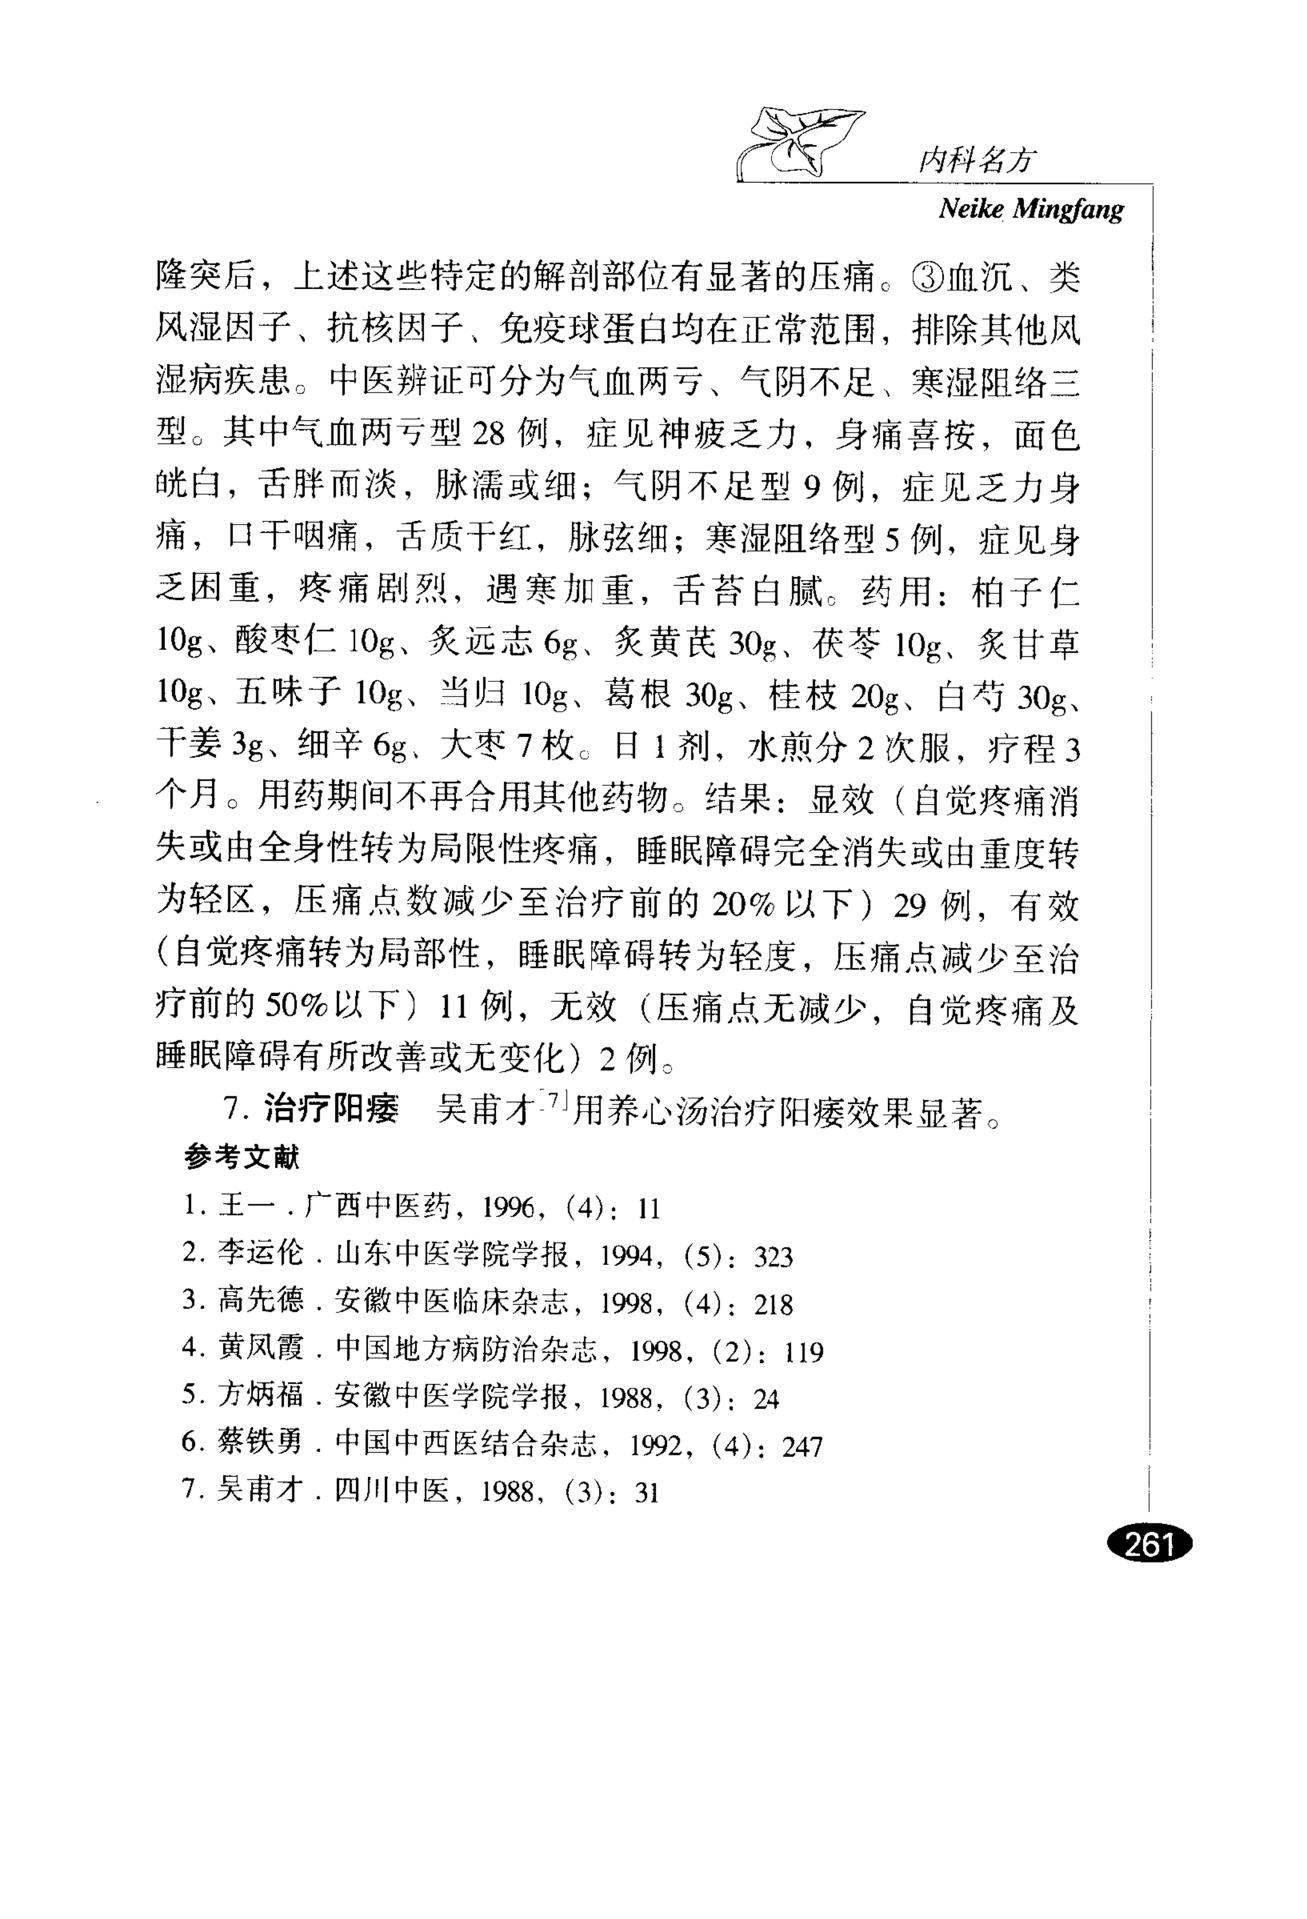 内科名方
Neike Mingfang
隆突后，上述这些特定的解剖部位有显著的压痛。③血沉、类
风湿因子、抗核因子、免疫球蛋白均在正常范围，排除其他风
湿病疾患。中医辨证可分为气血两亏、气阴不足、寒湿阻络三
型。其中气血两亏型 28 例，症见神疲乏力，身痛喜按，面色
㿠白，舌胖而淡，脉濡或细；气阴不足型 9 例，症见乏力身
痛，口干咽痛，舌质干红，脉弦细；寒湿阻络型 5 例，症见身
乏困重，疼痛剧烈，遇寒加重，舌苔白腻。药用：柏子仁
10g、酸枣仁 10g、炙远志 6g、炙黄芪 30g、茯苓 10g、炙甘草
10g、五味子 10g、当归 10g、葛根 30g、桂枝 20g、白芍 30g、
干姜 3g、细辛 6g、大枣 7 枚。日 1 剂，水煎分 2 次服，疗程 3
个月。用药期间不再合用其他药物。结果：显效（自觉疼痛消
失或由全身性转为局限性疼痛，睡眠障碍完全消失或由重度转
为轻区，压痛点数减少至治疗前的 20%以下）29 例，有效
（自觉疼痛转为局部性，睡眠障碍转为轻度，压痛点减少至治
疗前的 50%以下）11 例，无效（压痛点无减少，自觉疼痛及
睡眠障碍有所改善或无变化）2 例。
7. 治疗阳痿 吴甫才[7]用养心汤治疗阳痿效果显著。
参考文献
1. 王一．广西中医药，1996，（4）：11
2. 李运伦．山东中医学院学报，1994，（5）：323
3. 高先德．安徽中医临床杂志，1998，（4）：218
4. 黄凤霞．中国地方病防治杂志，1998，（2）：119
5. 方炳福．安徽中医学院学报，1988，（3）：24
6. 蔡铁勇．中国中西医结合杂志，1992，（4）：247
7. 吴甫才．四川中医，1988，（3）：31
261